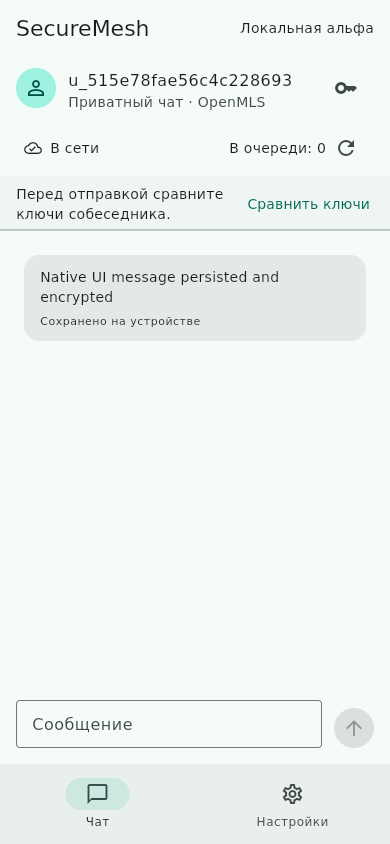 SecureMesh
Локальная альфа
u_515e78fae56c4c228693
Приватный чат · OpenMLS
В сети
В очереди: 0
Перед отправкой сравните
ключи собеседника.
Сравнить ключи
Native UI message persisted and
encrypted
Сохранено на устройстве
Сообщение
Чат
Настройки